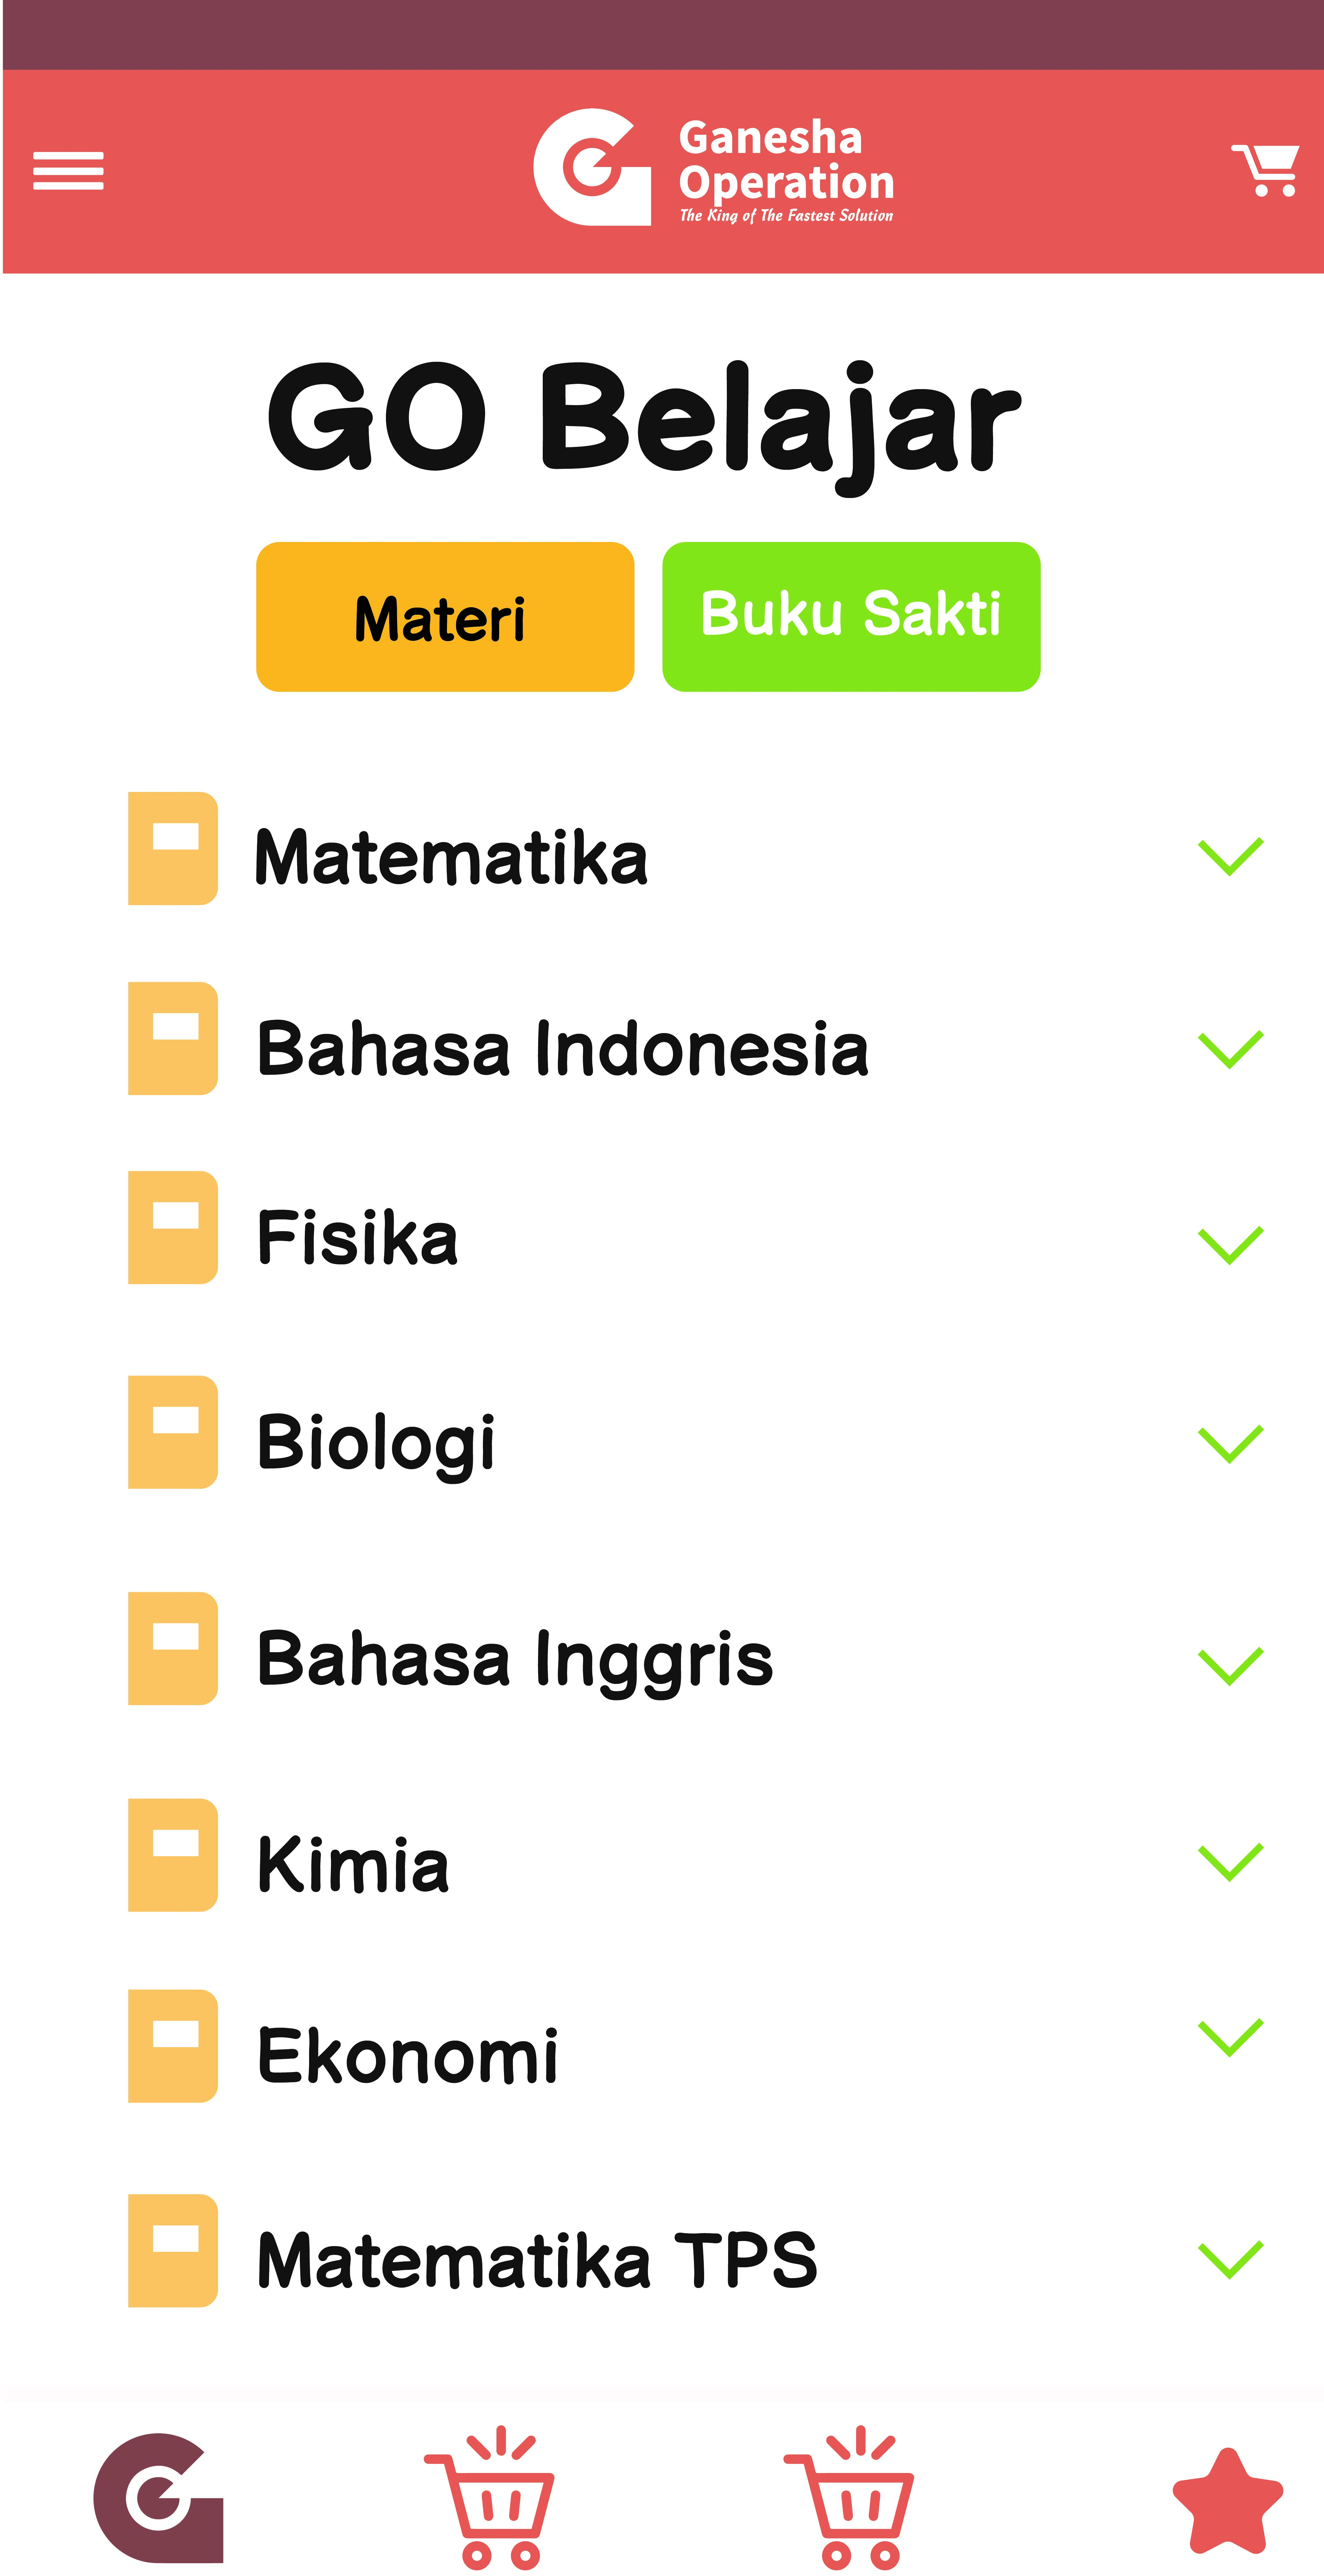 Ganesha
Operation
The King of The Fastest Solution
GO Belajar
Materi
Buku Sakti
Matematika
Bahasa Indonesia
Fisika
Biologi
Bahasa Inggris
Kimia
Ekonomi
Matematika TPS